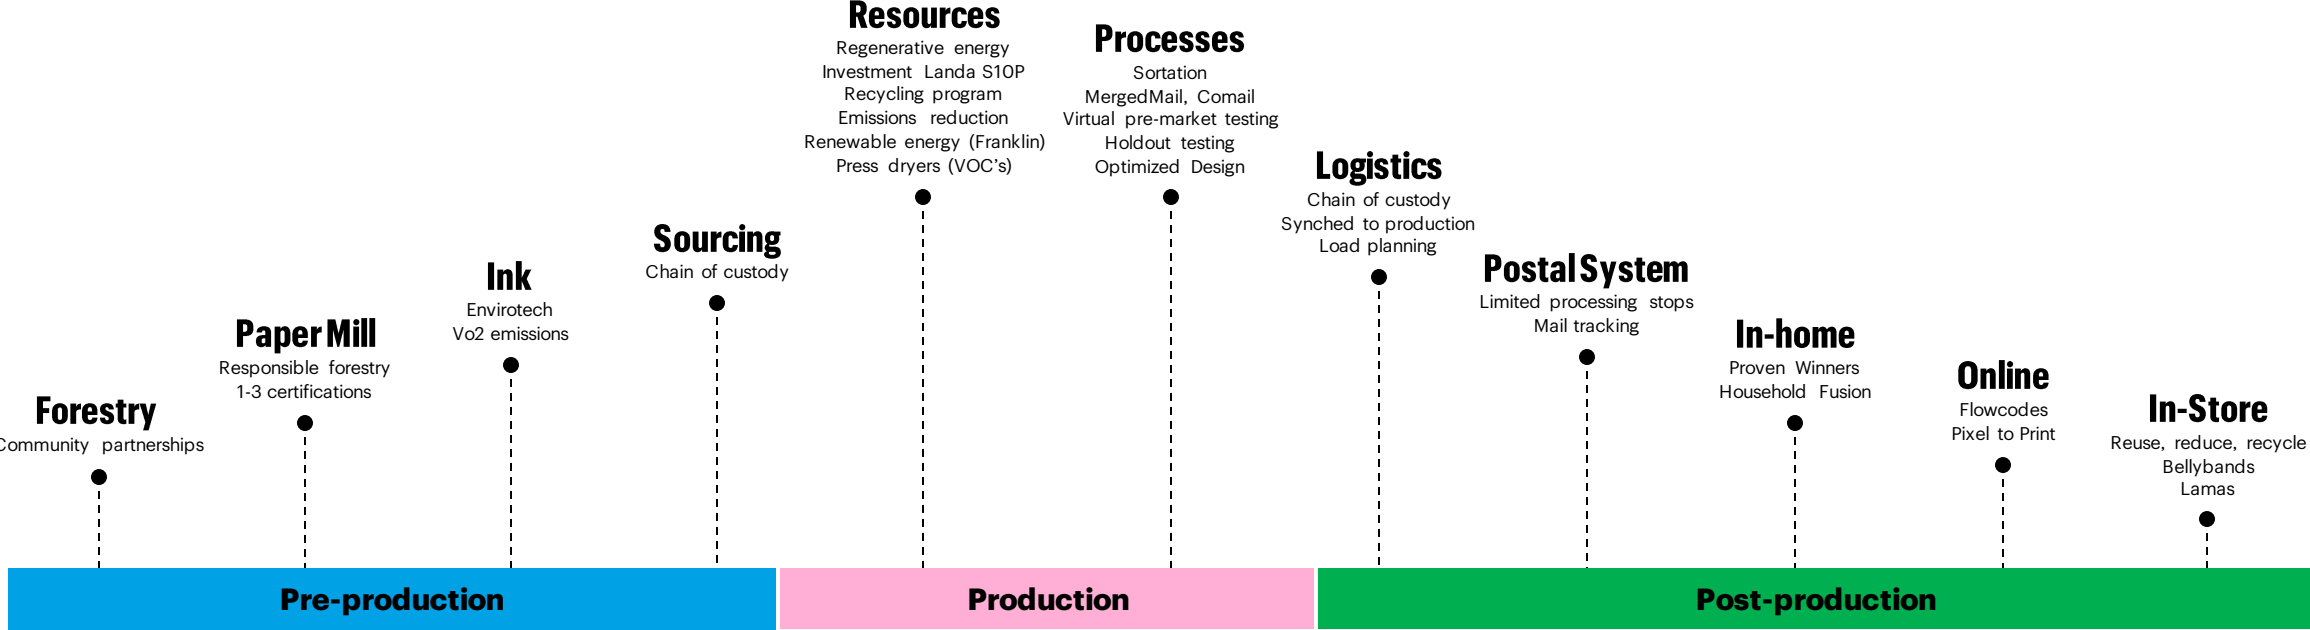 Resources
Regenerative energy
Investment Landa S10P
Recycling program
Emissions reduction
Renewable energy (Franklin)
Press dryers (VOC's)
Processes
Sortation
MergedMail, Comail
Virtual pre-market testing
Holdout testing
Optimized Design
Logistics
Chain of custody
Synched to production
Load planning
Sourcing
Chain of custody
Postal System
Limited processing stops
Mail tracking
Ink
Envirotech
Vo2 emissions
Paper Mill
Responsible forestry
1-3 certifications
In-home
Proven Winners
Household Fusion
Online
Flowcodes
Pixel to Print
Forestry
Community partnerships
In-Store
Reuse, reduce, recycle
Bellybands
Lamas
Pre-production
Production
Post-production